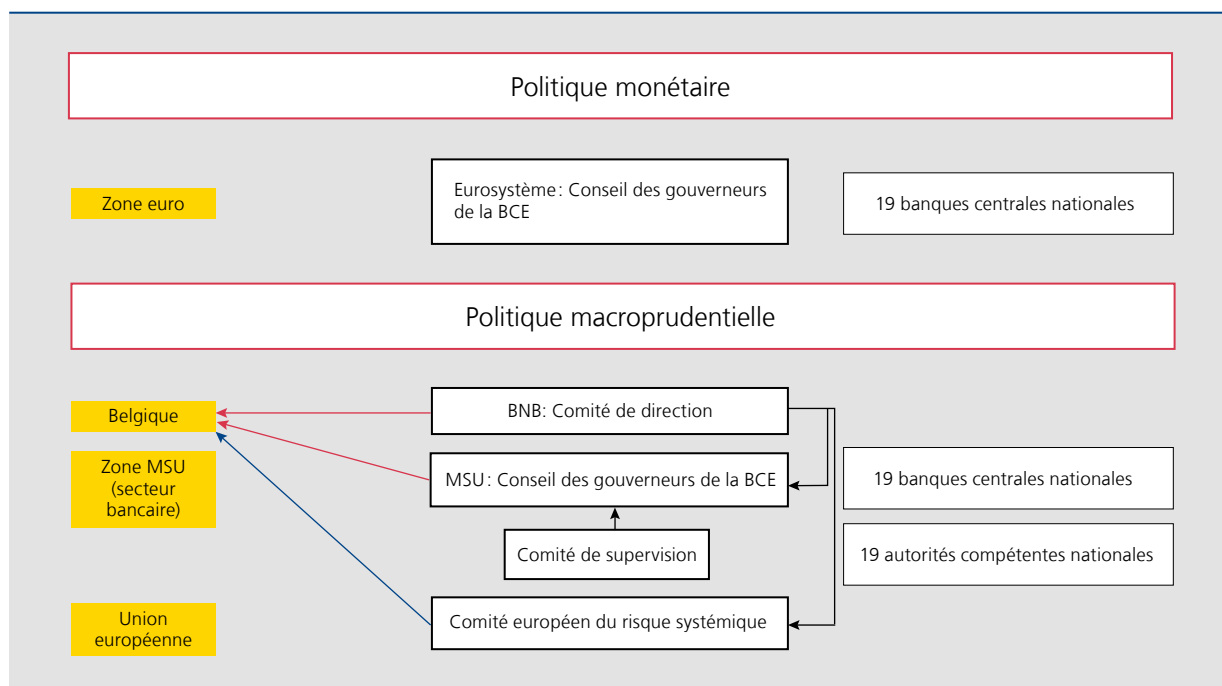 Politique monétaire
Zone euro
Eurosystème : Conseil des gouverneurs
de la BCE
19 banques centrales nationales
Politique macroprudentielle
Belgique
BNB: Comité de direction
Zone MSU
(secteur
bancaire)
MSU : Conseil des gouverneurs de la BCE
19 banques centrales nationales
Comité de supervision
19 autorités compétentes nationales
Union
européenne
Comité européen du risque systémique